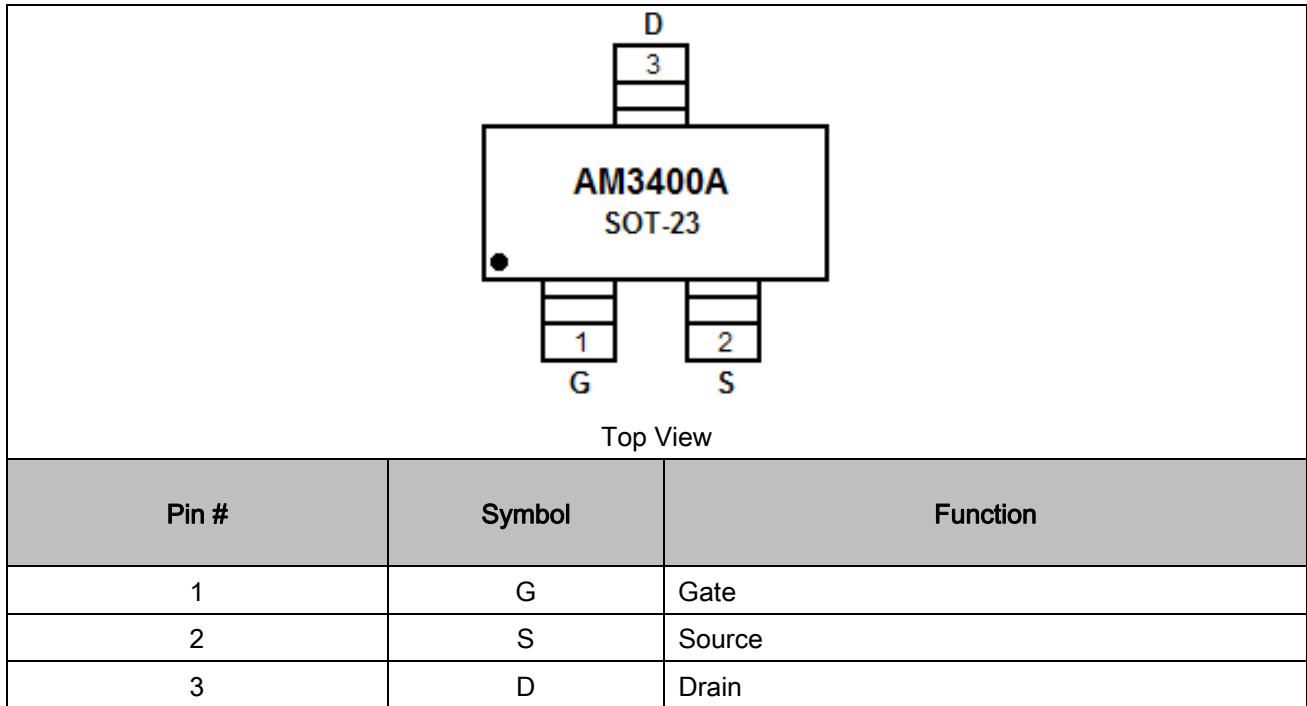 D
3
AM3400A
SOT-23
1 2
G S
Top View
Pin # Symbol Function
1 G Gate
2 S Source
3 D Drain